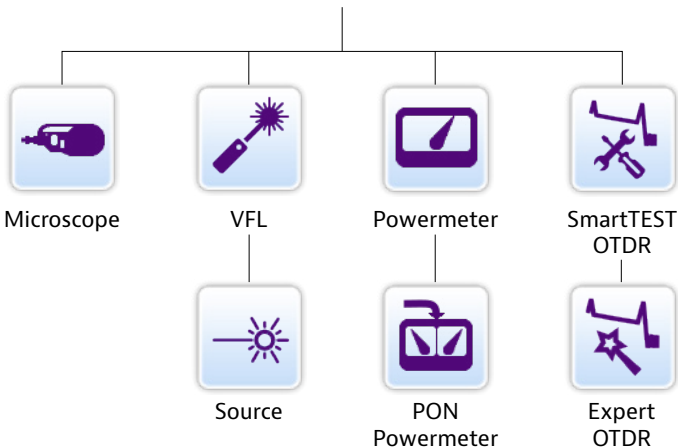 Microscope
VFL
Powermeter
SmartTEST
OTDR
Source
PON
Powermeter
Expert
OTDR